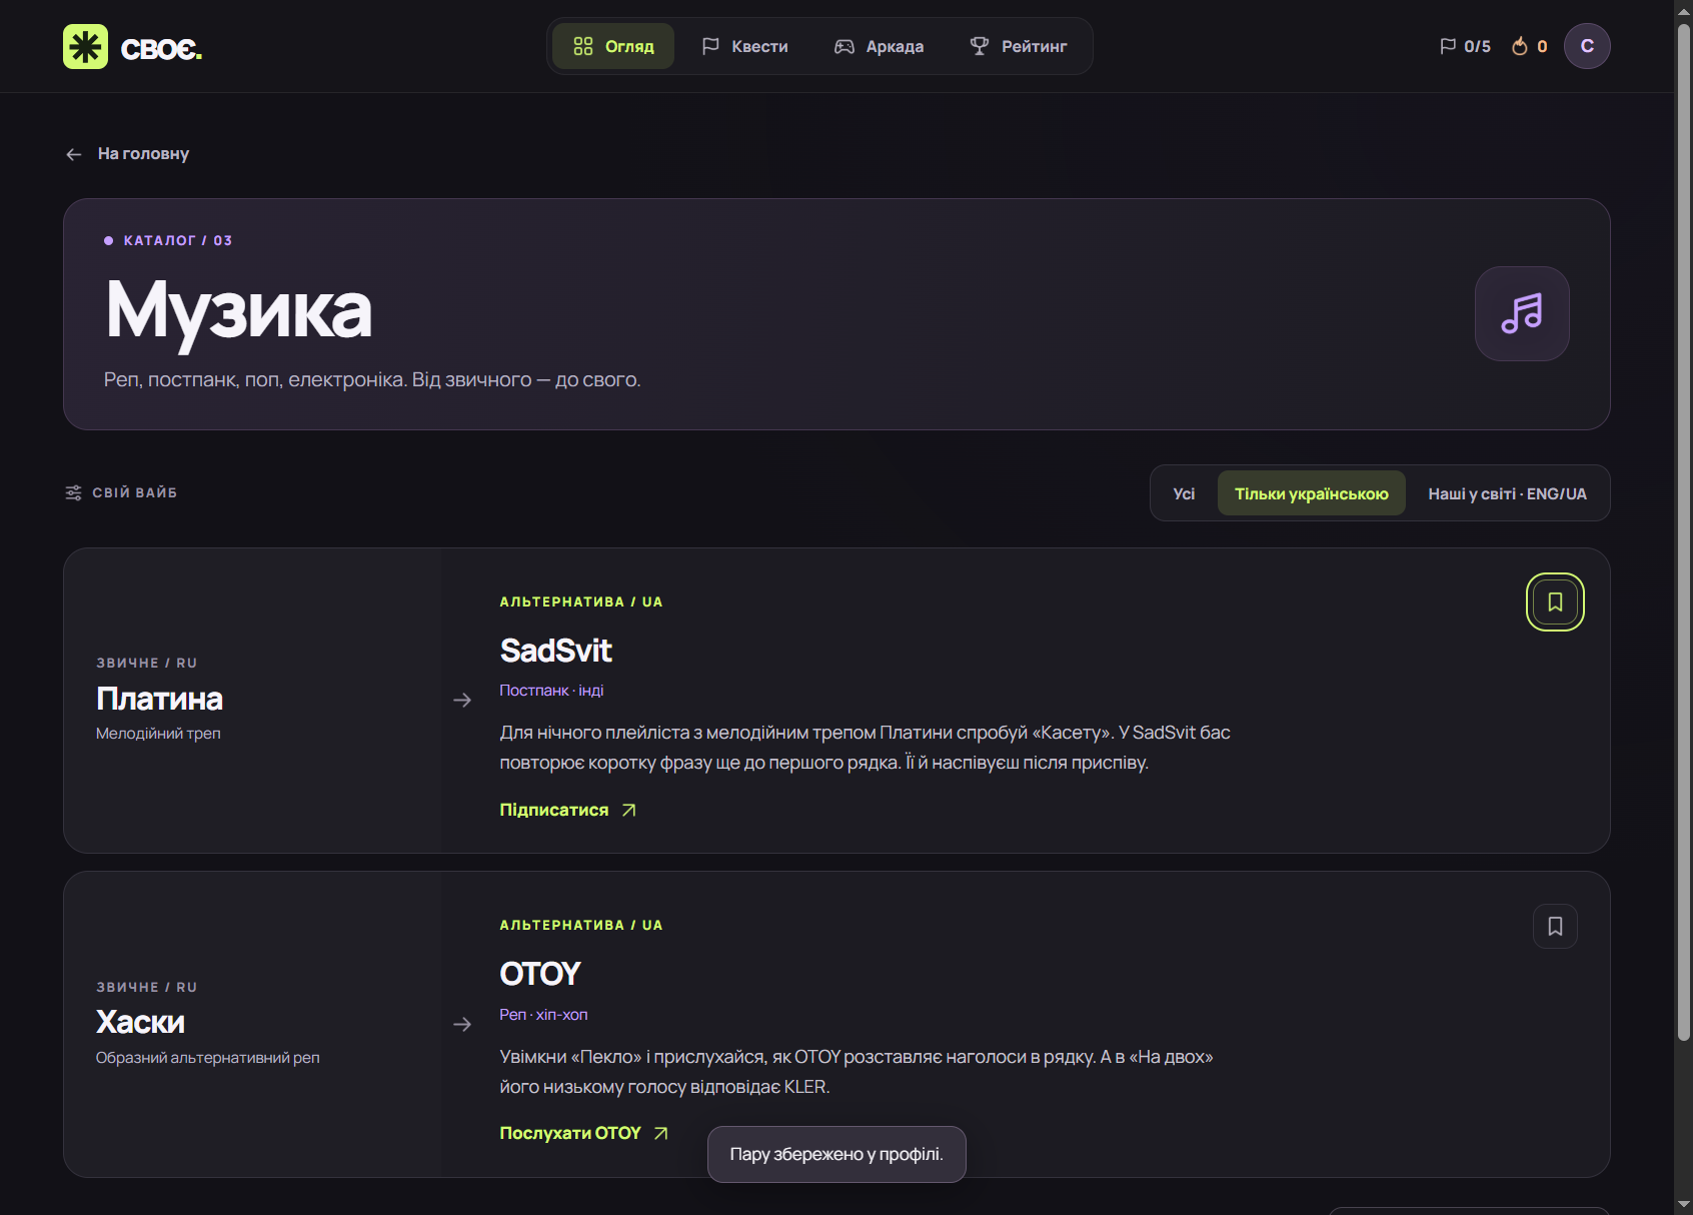 СВОЄ.
Огляд
Квести
Аркада
Рейтинг
0/5
0
С
На головну
КАТАЛОГ / 03
Музика
Реп, постпанк, поп, електроніка. Від звичного — до свого.
СВІЙ ВАЙБ
Усі
Тільки українською
Наші у світі · ENG/UA
ЗВИЧНЕ / RU
Платина
Мелодійний треп
АЛЬТЕРНАТИВА / UA
SadSvit
Постпанк · інді
Для нічного плейліста з мелодійним трепом Платини спробуй «Касету». У SadSvit бас
повторює коротку фразу ще до першого рядка. Її й наспівуєш після приспіву.
Підписатися
ЗВИЧНЕ / RU
Хаски
Образний альтернативний реп
АЛЬТЕРНАТИВА / UA
OTOY
Реп · хіп-хоп
Увімкни «Пекло» і прислухайся, як OTOY розставляє наголоси в рядку. А в «На двох»
його низькому голосу відповідає KLER.
Послухати OTOY
Пару збережено у профілі.